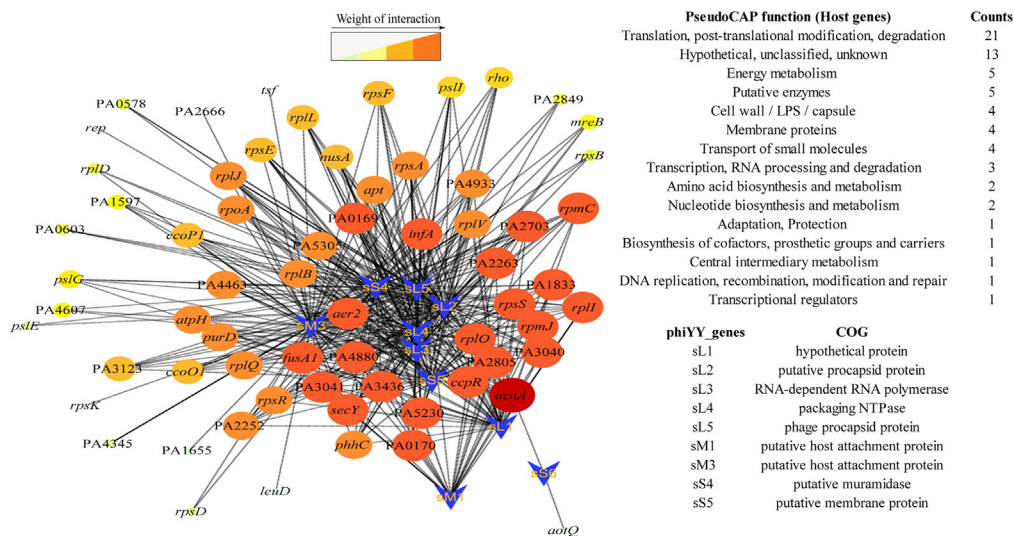 Weight of interaction
tsf
rpsF
pslI
rho
PA0578
PA2666
rplL
PA2849
rep
mreB
rpsE
nusA
rpsA
rpsB
rplD
rplJ
apt
PA4933
PA1597
rpoA
PA0169
infA
rplV
PA2703
rpmC
PA0603
ccoP1
PA5305
PA2263
pslG
PA4463
rplB
sS4
sL5
PA1833
PA4607
sL2
rpsS
rplI
pslE
atpH
sM3
aer2
sL4
rpmJ
purD
sL3
rplO
PA3123
ccoO1
rplQ
fusA1
PA4880
PA2805
PA3040
sS5
ccpR
acnA
rpsK
rpsR
PA3041
PA3436
secY
PA2252
PA5230
sL1
PA4345
PA1655
phhC
PA0170
leuD
sM1
sS6
rpsD
aotQ
PseudoCAP function (Host genes) Counts
Translation, post-translational modification, degradation 21
Hypothetical, unclassified, unknown 13
Energy metabolism 5
Putative enzymes 5
Cell wall / LPS / capsule 4
Membrane proteins 4
Transport of small molecules 4
Transcription, RNA processing and degradation 3
Amino acid biosynthesis and metabolism 2
Nucleotide biosynthesis and metabolism 2
Adaptation, Protection 1
Biosynthesis of cofactors, prosthetic groups and carriers 1
Central intermediary metabolism 1
DNA replication, recombination, modification and repair 1
Transcriptional regulators 1
phiYY_genes COG
sL1 hypothetical protein
sL2 putative procapsid protein
sL3 RNA-dependent RNA polymerase
sL4 packaging NTPase
sL5 phage procapsid protein
sM1 putative host attachment protein
sM3 putative host attachment protein
sS4 putative muramidase
sS5 putative membrane protein